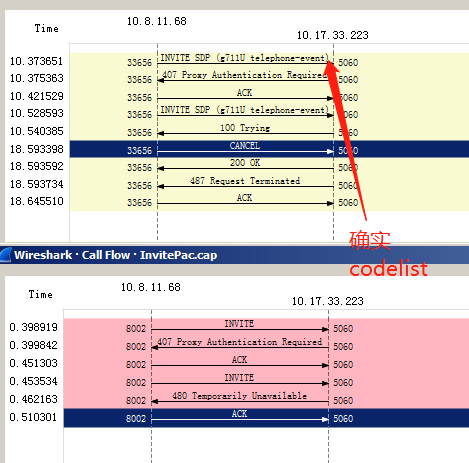 10.8.11.68
Time
10.17.33.223
10.373651 33656 INVITE SDP (g711U telephone-event) 5060
10.375363 33656 407 Proxy Authentication Required 5060
10.421529 33656 ACK 5060
10.528593 33656 INVITE SDP (g711U telephone-event) 5060
10.540385 33656 100 Trying 5060
18.593398 33656 CANCEL 5060
18.593592 33656 200 OK 5060
18.593734 33656 487 Request Terminated 5060
18.645510 33656 ACK 5060
确实
codelist
Wireshark · Call Flow · InvitePac.cap
10.8.11.68
Time
10.17.33.223
0.398919 8002 INVITE 5060
0.399842 8002 407 Proxy Authentication Required 5060
0.451303 8002 ACK 5060
0.453534 8002 INVITE 5060
0.462163 8002 480 Temporarily Unavailable 5060
0.510301 8002 ACK 5060